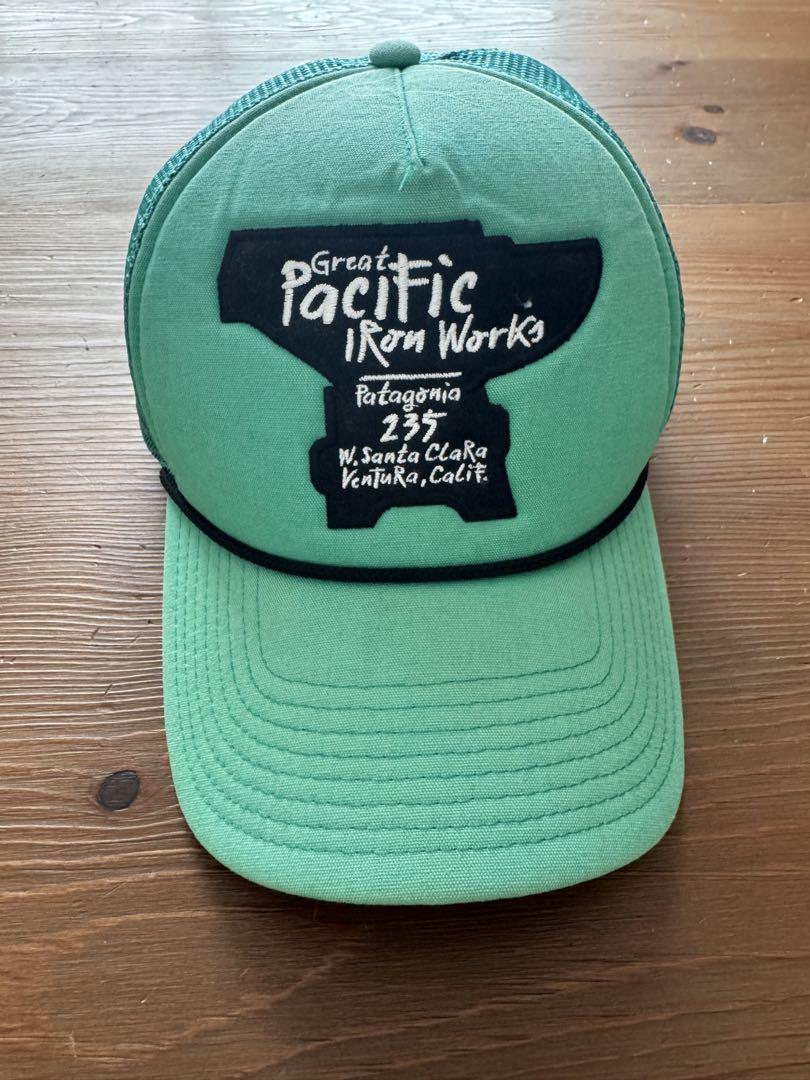 Great
Pacific
IRon Works
Patagonia
235
W. Santa ClaRa
VenTuRa, Calif.